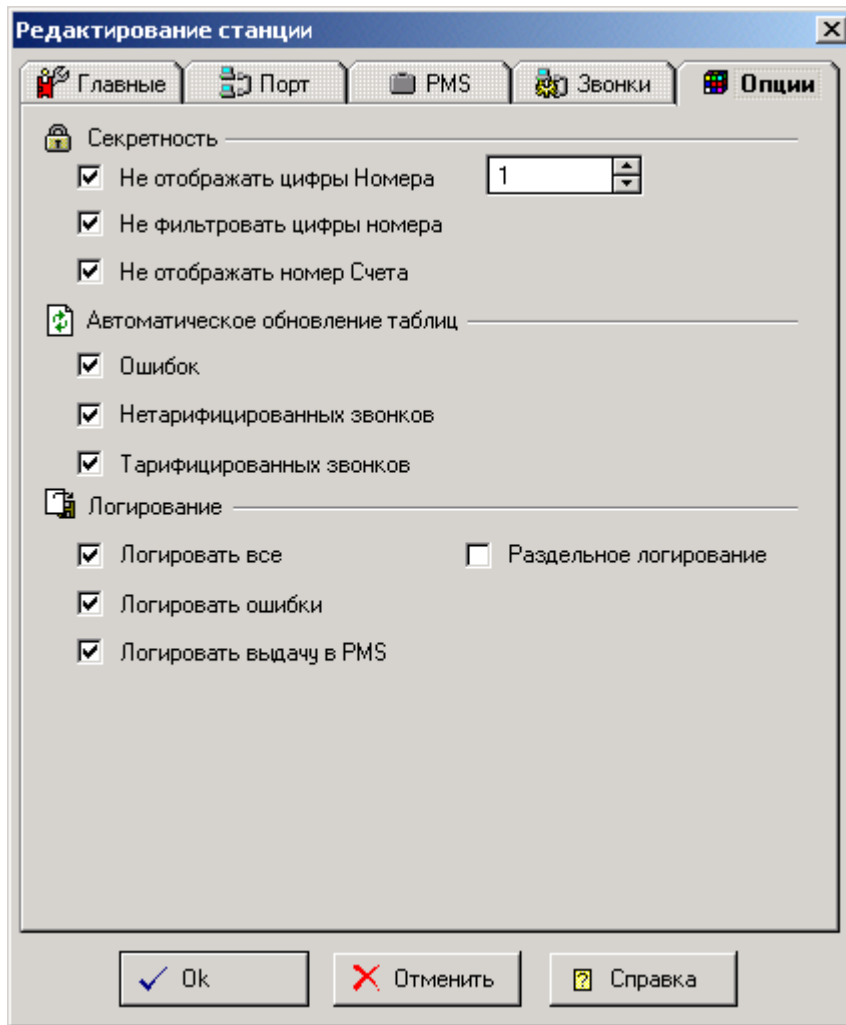 Редактирование станции
Главные Порт PMS Звонки Опции
Секретность
Не отображать цифры Номера 1
Не фильтровать цифры номера
Не отображать номер Счета
Автоматическое обновление таблиц
Ошибок
Нетарифицированных звонков
Тарифицированных звонков
Логирование
Логировать все Раздельное логирование
Логировать ошибки
Логировать выдачу в PMS
Ok Отменить Справка